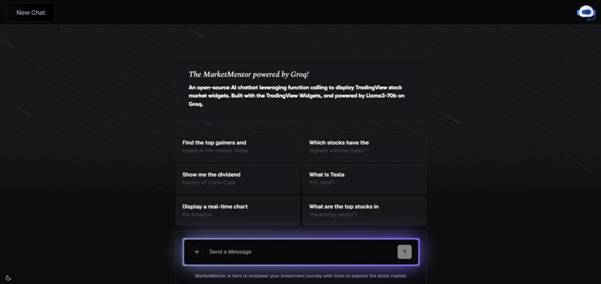 New Chat
The MarketMentor powered by Groq!
An open-source AI chatbot leveraging function calling to display TradingView stock
market widgets. Built with the TradingView Widgets, and powered by Llama3-70b on
Groq.
Find the top gainers and
losers in the market today
Which stocks have the
highest volume today?
Show me the dividend
history of Coca-Cola
What is Tesla
P/E ratio?
Display a real-time chart
for Amazon
What are the top stocks in
the energy sector?
Send a Message
MarketMentor is here to empower your investment journey with tools to explore the stock market.